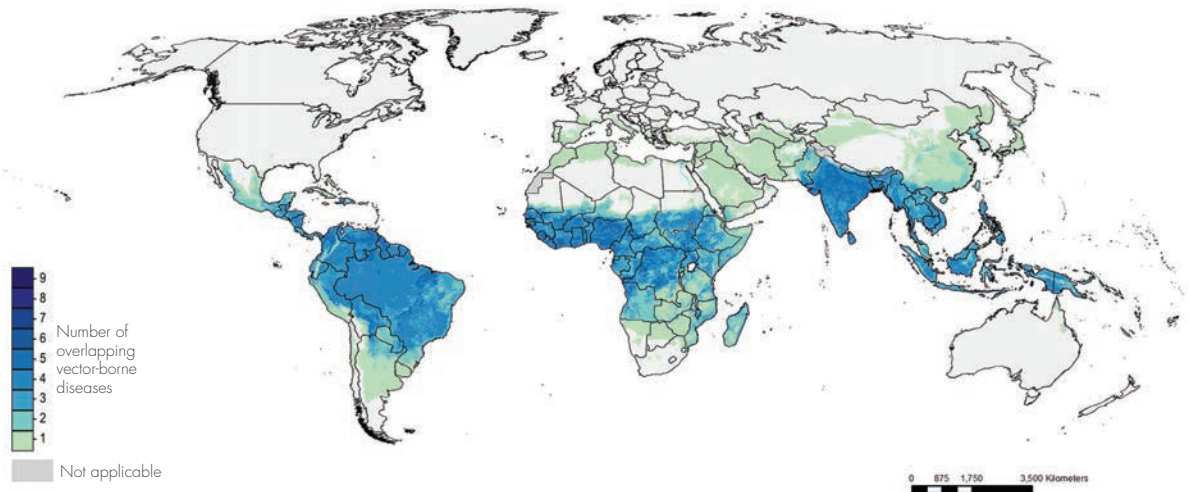 9
8
7
6
5
4
3
2
1
Number of
overlapping
vector-borne
diseases
Not applicable
0 875 1,750 3,500 Kilometers